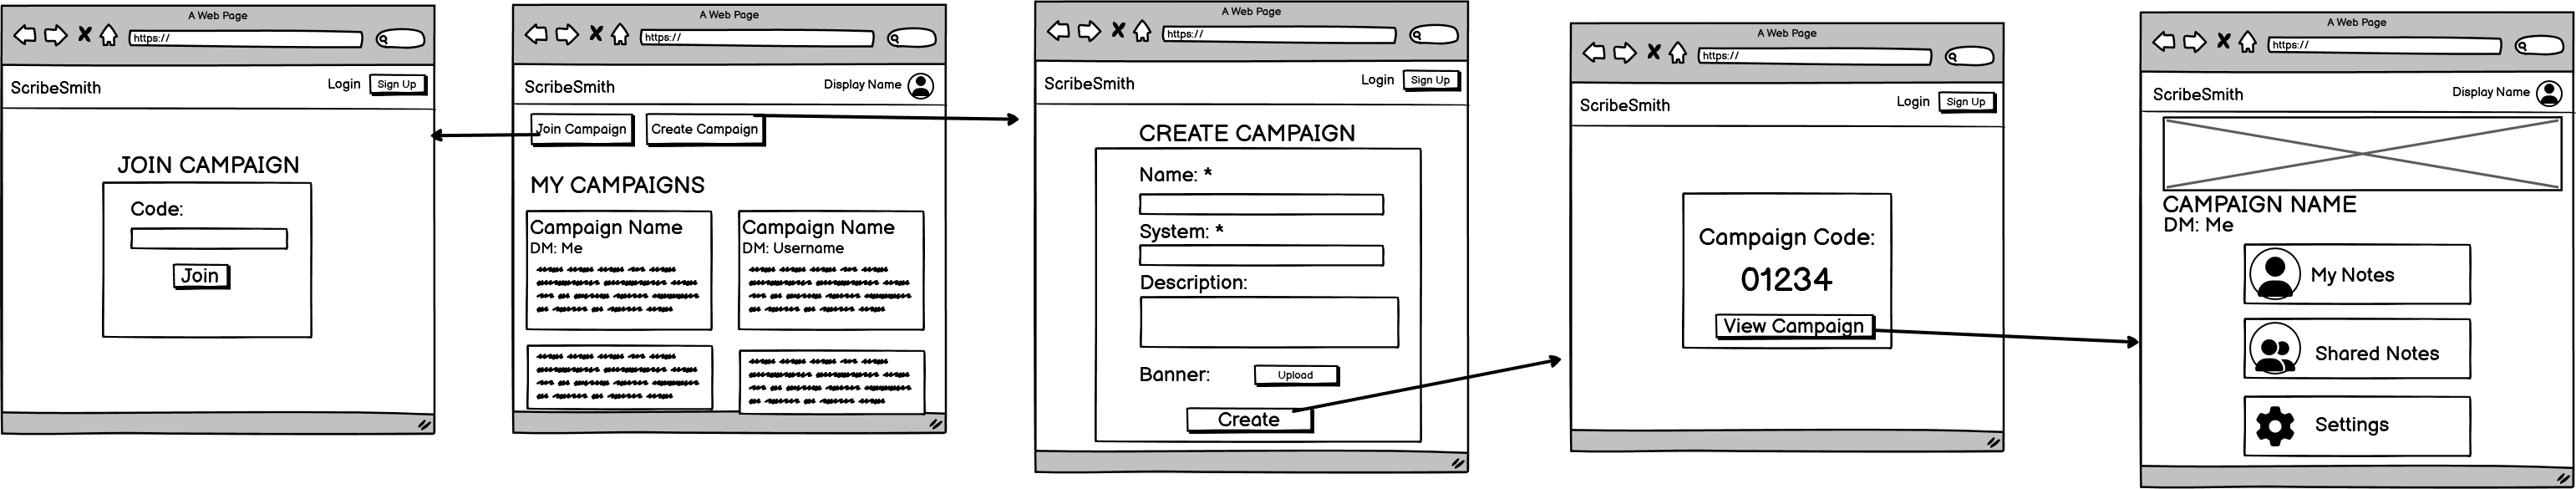 A Web Page
https://
ScribeSmith
Login
Sign Up
JOIN CAMPAIGN
Code:
Join
A Web Page
https://
ScribeSmith
Display Name
Join Campaign
Create Campaign
MY CAMPAIGNS
Campaign Name
DM: Me
Campaign Name
DM: Username
A Web Page
https://
ScribeSmith
Login
Sign Up
CREATE CAMPAIGN
Name: *
System: *
Description:
Banner:
Upload
Create
A Web Page
https://
ScribeSmith
Login
Sign Up
Campaign Code:
01234
View Campaign
A Web Page
https://
ScribeSmith
Display Name
CAMPAIGN NAME
DM: Me
My Notes
Shared Notes
Settings